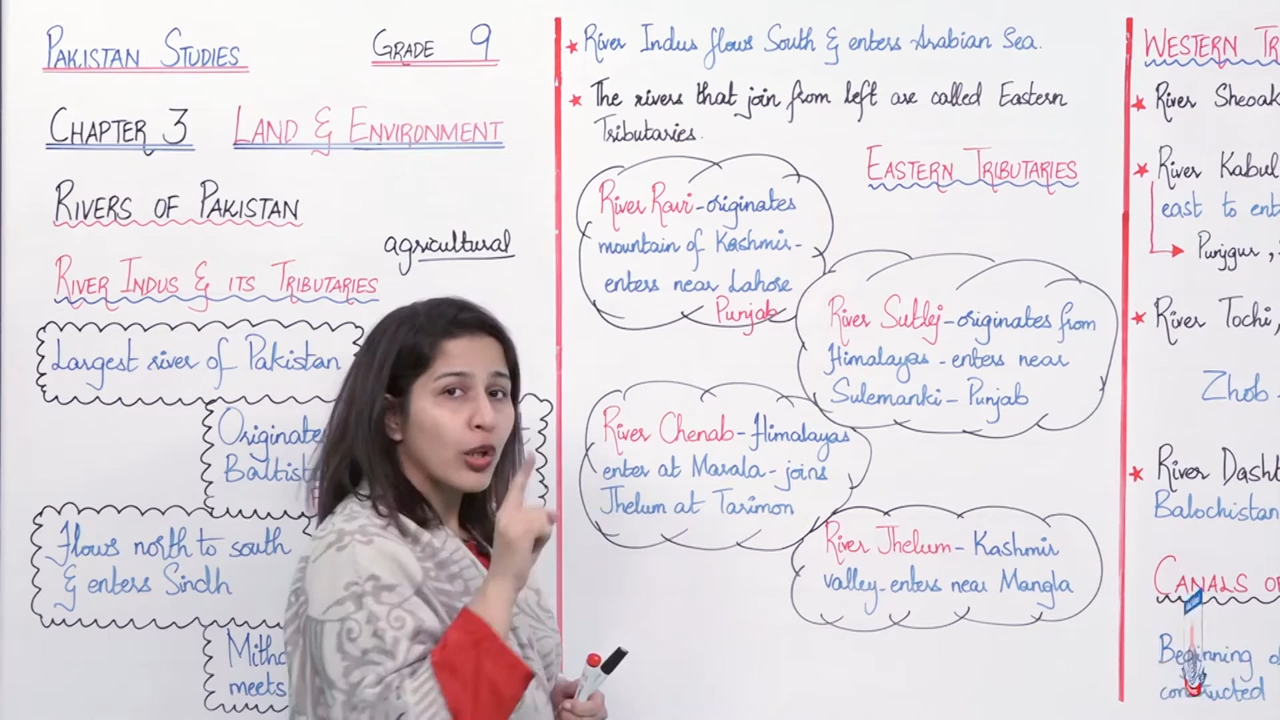 PAKISTAN STUDIES
GRADE 9
CHAPTER 3 LAND & ENVIRONMENT
RIVERS OF PAKISTAN
agricultural
RIVER INDUS & ITS TRIBUTARIES
Largest river of Pakistan
Originate
Baltist
Flows north to south
& enters Sindh
Mitho
meets
River Indus flows South & enters Arabian Sea.
The rivers that join from left are called Eastern
Tributaries.
EASTERN TRIBUTARIES
River Ravi-originates
mountain of Kashmir-
enters near Lahore
Punjab
River Sutlej-originates from
Himalayas - enters near
Sulemanki - Punjab
River Chenab-Himalayas
enter at Marala-joins
Jhelum at Tarimon
River Jhelum- Kashmir
valley-enters near Mangla
WESTERN TR
River Sheoak
River Kabul
east to ent
Punjgur,
River Tochi,
Zhob -
River Dasht
Balochistan
CANALS OF
Beginning o
constructed